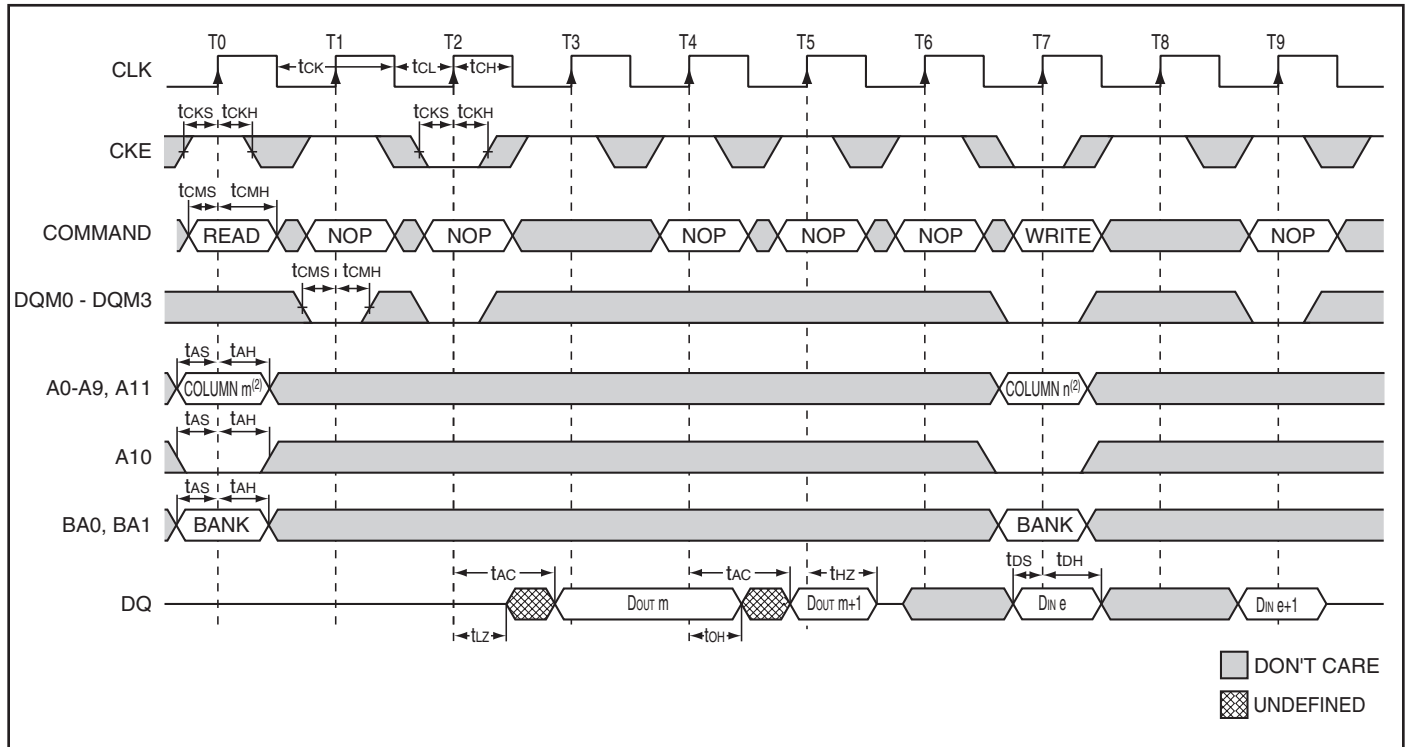 T0 T1 T2 T3 T4 T5 T6 T7 T8 T9
CLK tCK tCL tCH
tCKS tCKH tCKS tCKH
CKE
tCMS tCMH
COMMAND READ NOP NOP NOP NOP NOP WRITE NOP
tCMS tCMH
DQM0 - DQM3
tAS tAH
A0-A9, A11 COLUMN m(2) COLUMN n(2)
tAS tAH
A10
tAS tAH
BA0, BA1 BANK BANK
tAC tAC tHZ tDS tDH
DQ DOUT m DOUT m+1 DIN e DIN e+1
tLZ tOH
DON'T CARE
UNDEFINED